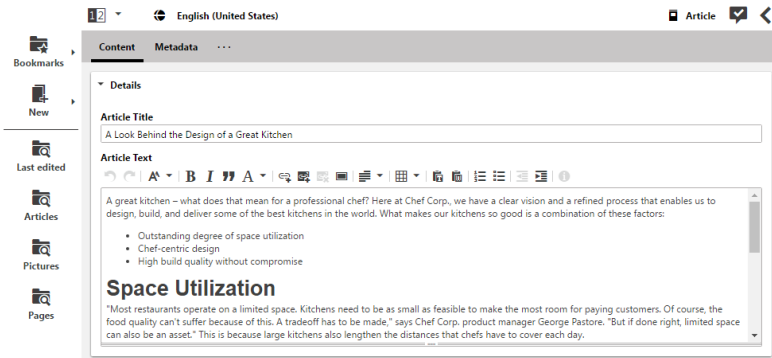 12 English (United States) Article
Bookmarks
New
Last edited
Articles
Pictures
Pages
Content Metadata ...
Details
Article Title
A Look Behind the Design of a Great Kitchen
Article Text
A great kitchen – what does that mean for a professional chef? Here at Chef Corp., we have a clear vision and a refined process that enables us to
design, build, and deliver some of the best kitchens in the world. What makes our kitchens so good is a combination of these factors:
• Outstanding degree of space utilization
• Chef-centric design
• High build quality without compromise
Space Utilization
"Most restaurants operate on a limited space. Kitchens need to be as small as feasible to make the most room for paying customers. Of course, the
food quality can't suffer because of this. A tradeoff has to be made," says Chef Corp. product manager George Pastore. "But if done right, limited space
can also be an asset." This is because large kitchens also lengthen the distances that chefs have to cover each day.